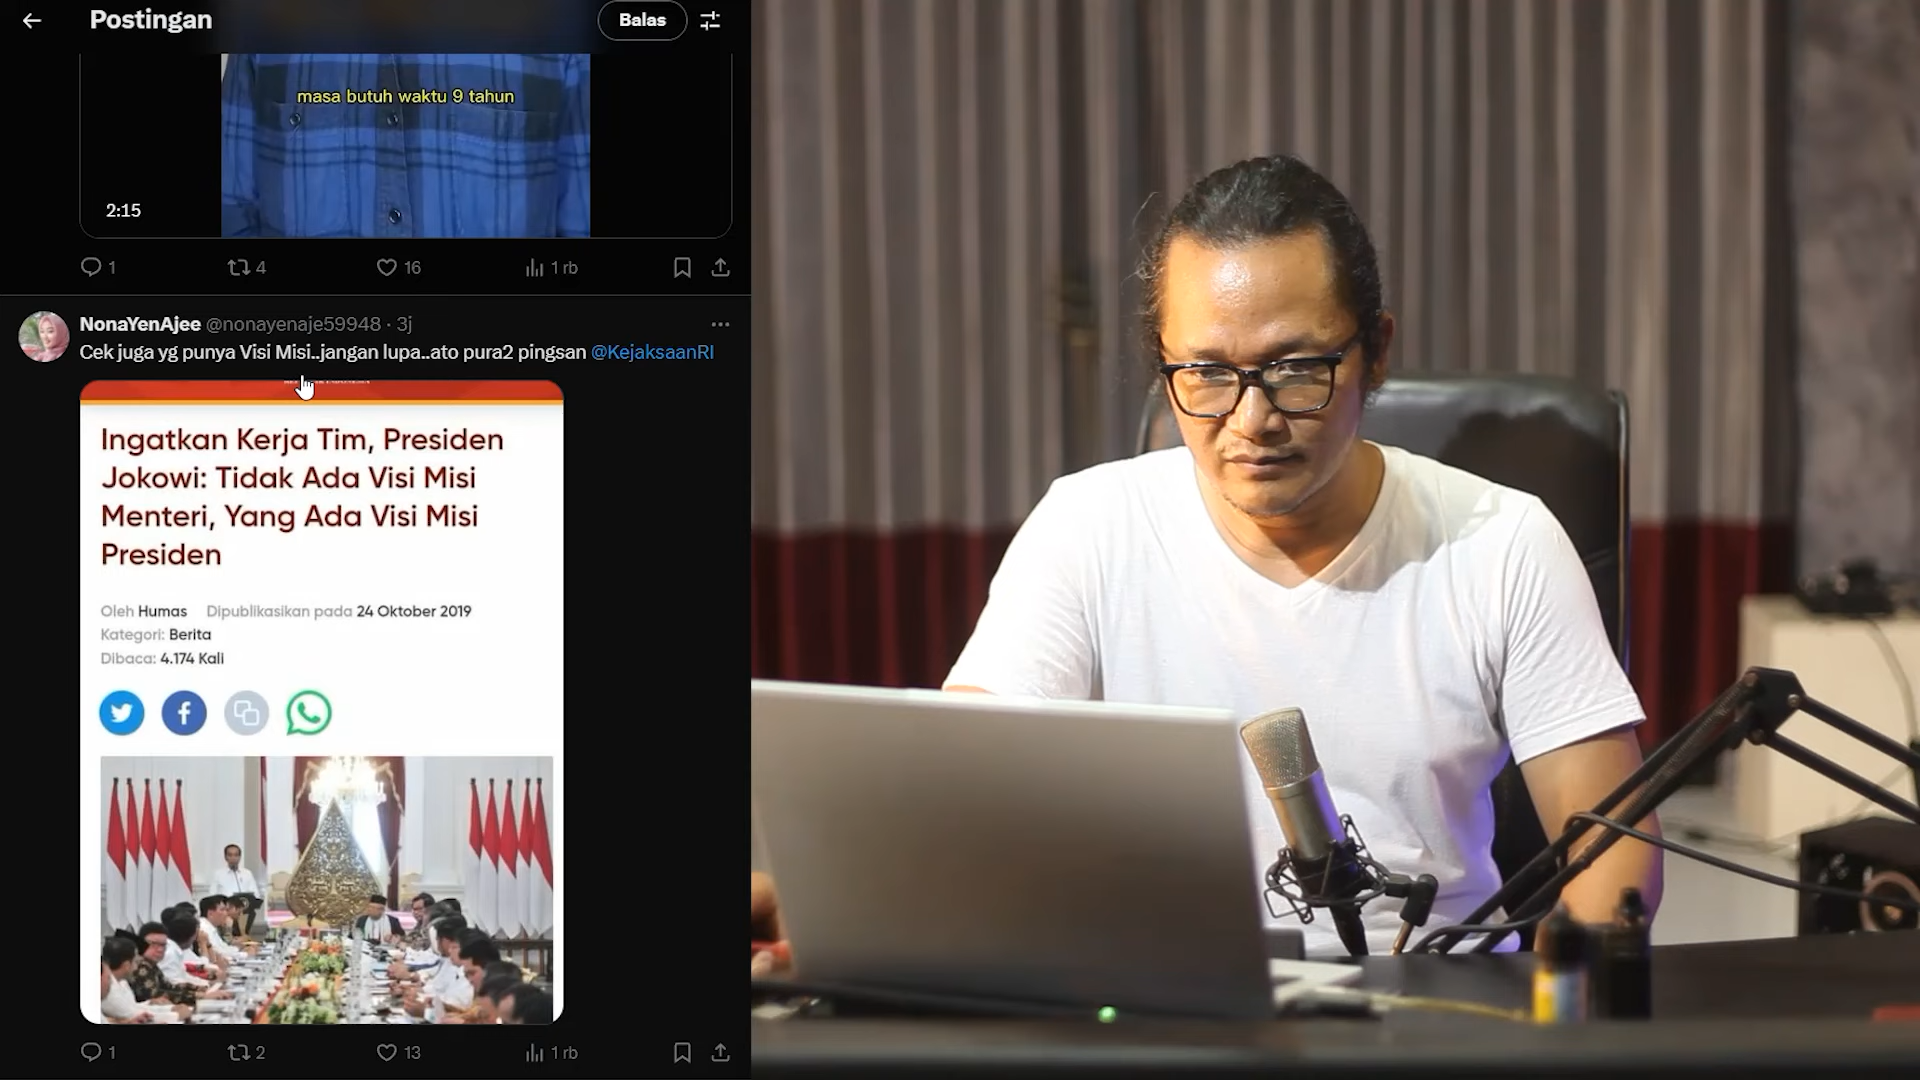 Postingan
Balas
masa butuh waktu 9 tahun
2:15
1 4 16 1 rb
NonaYenAjee @nonayenaje59948 · 3j
Cek juga yg punya Visi Misi..jangan lupa..ato pura2 pingsan @KejaksaanRI
Ingatkan Kerja Tim, Presiden
Jokowi: Tidak Ada Visi Misi
Menteri, Yang Ada Visi Misi
Presiden
Oleh Humas Dipublikasikan pada 24 Oktober 2019
Kategori: Berita
Dibaca: 4.174 Kali
1 2 13 1 rb